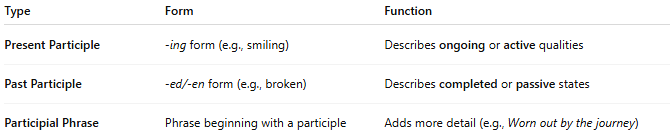 Type Form Function
Present Participle -ing form (e.g., smiling) Describes ongoing or active qualities
Past Participle -ed/-en form (e.g., broken) Describes completed or passive states
Participial Phrase Phrase beginning with a participle Adds more detail (e.g., Worn out by the journey)